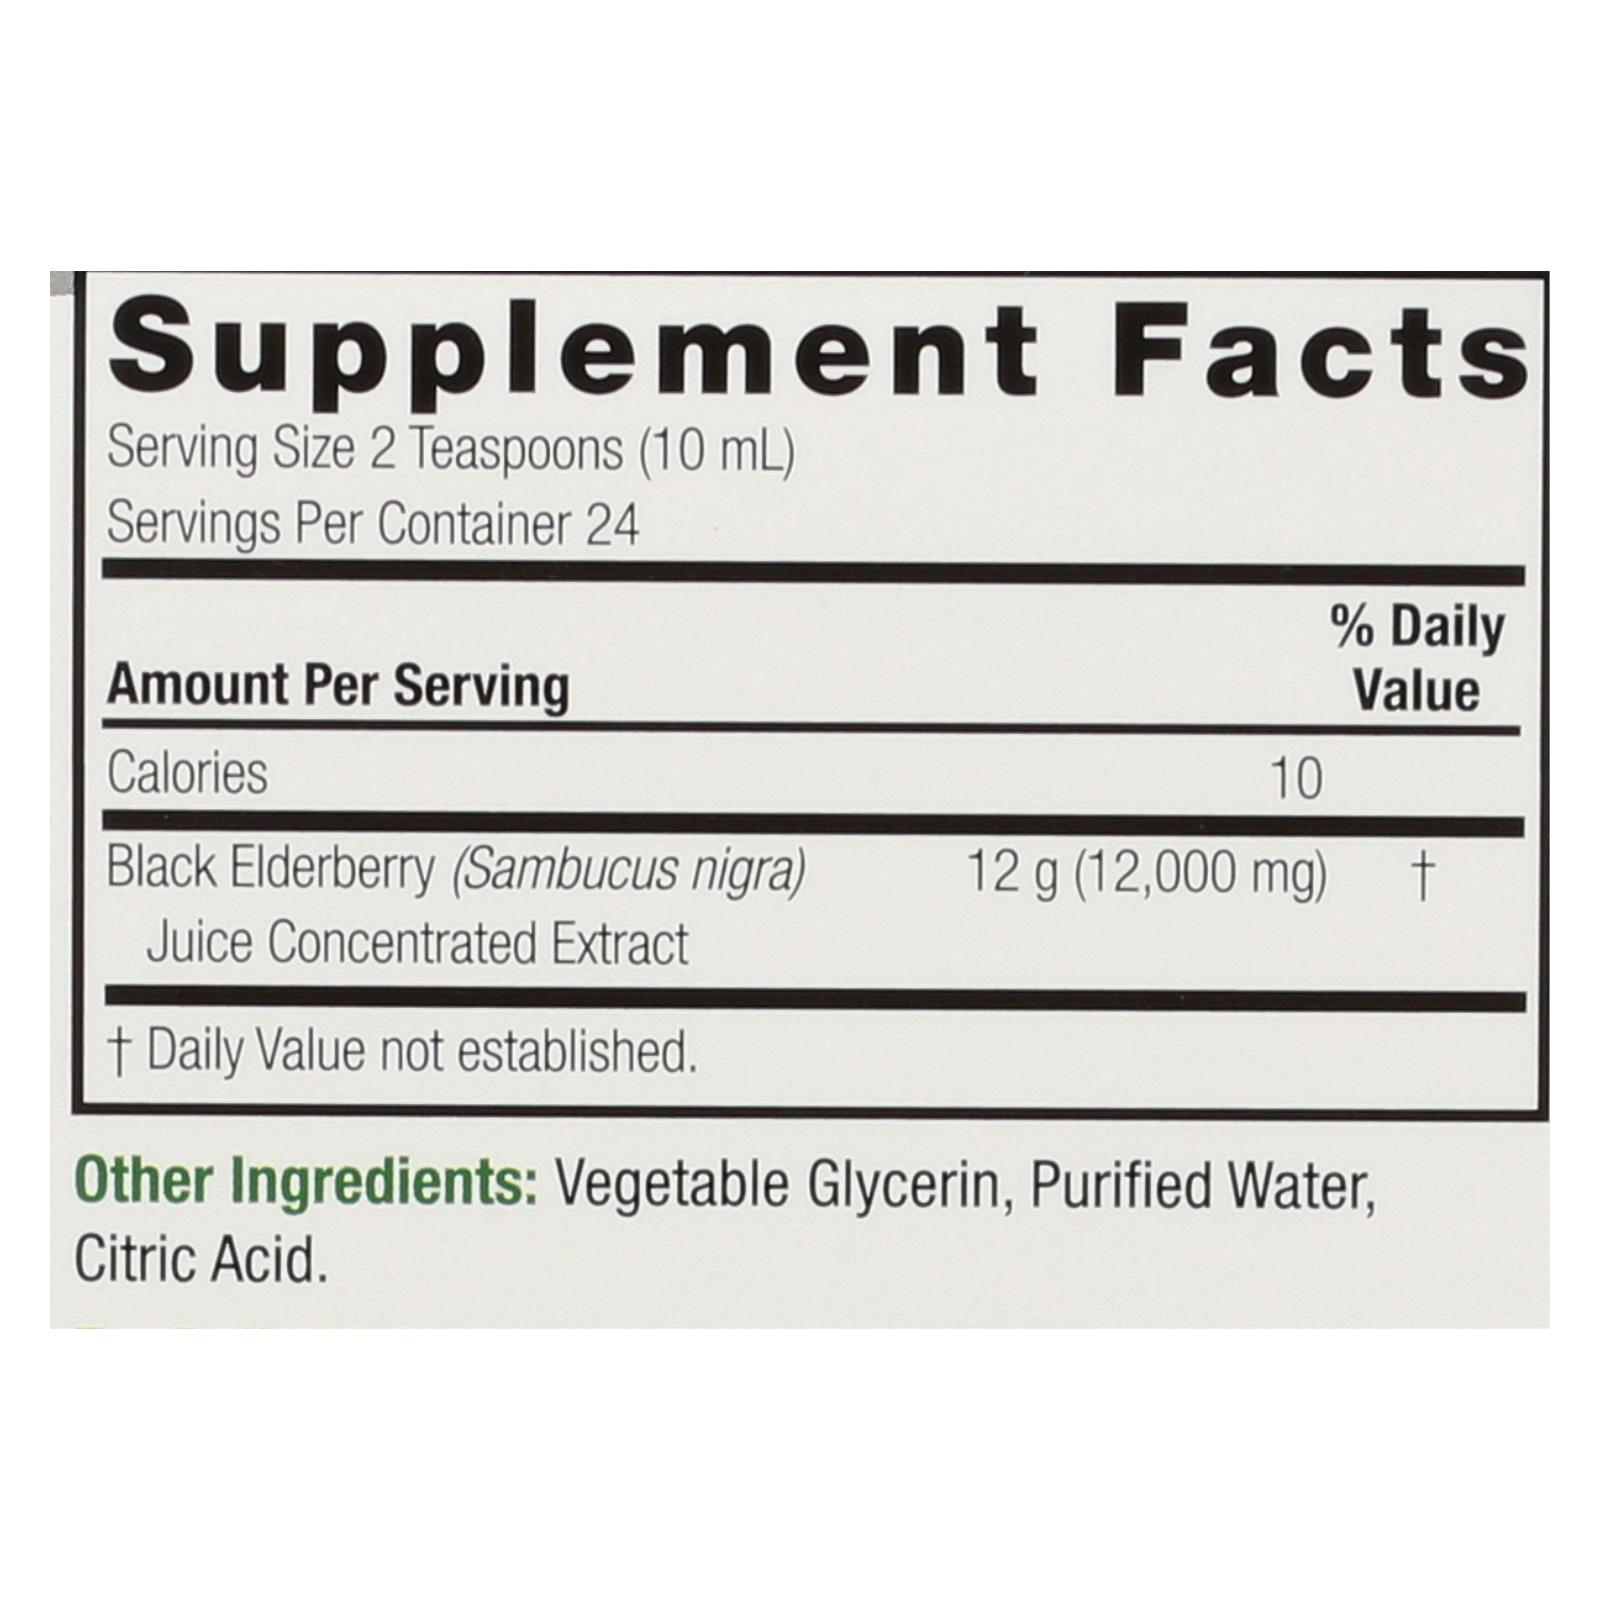 Supplement Facts
Serving Size 2 Teaspoons (10 mL)
Servings Per Container 24
% Daily
Value
Amount Per Serving
Calories 10
Black Elderberry (Sambucus nigra) 12 g (12,000 mg) †
Juice Concentrated Extract
† Daily Value not established.
Other Ingredients: Vegetable Glycerin, Purified Water,
Citric Acid.